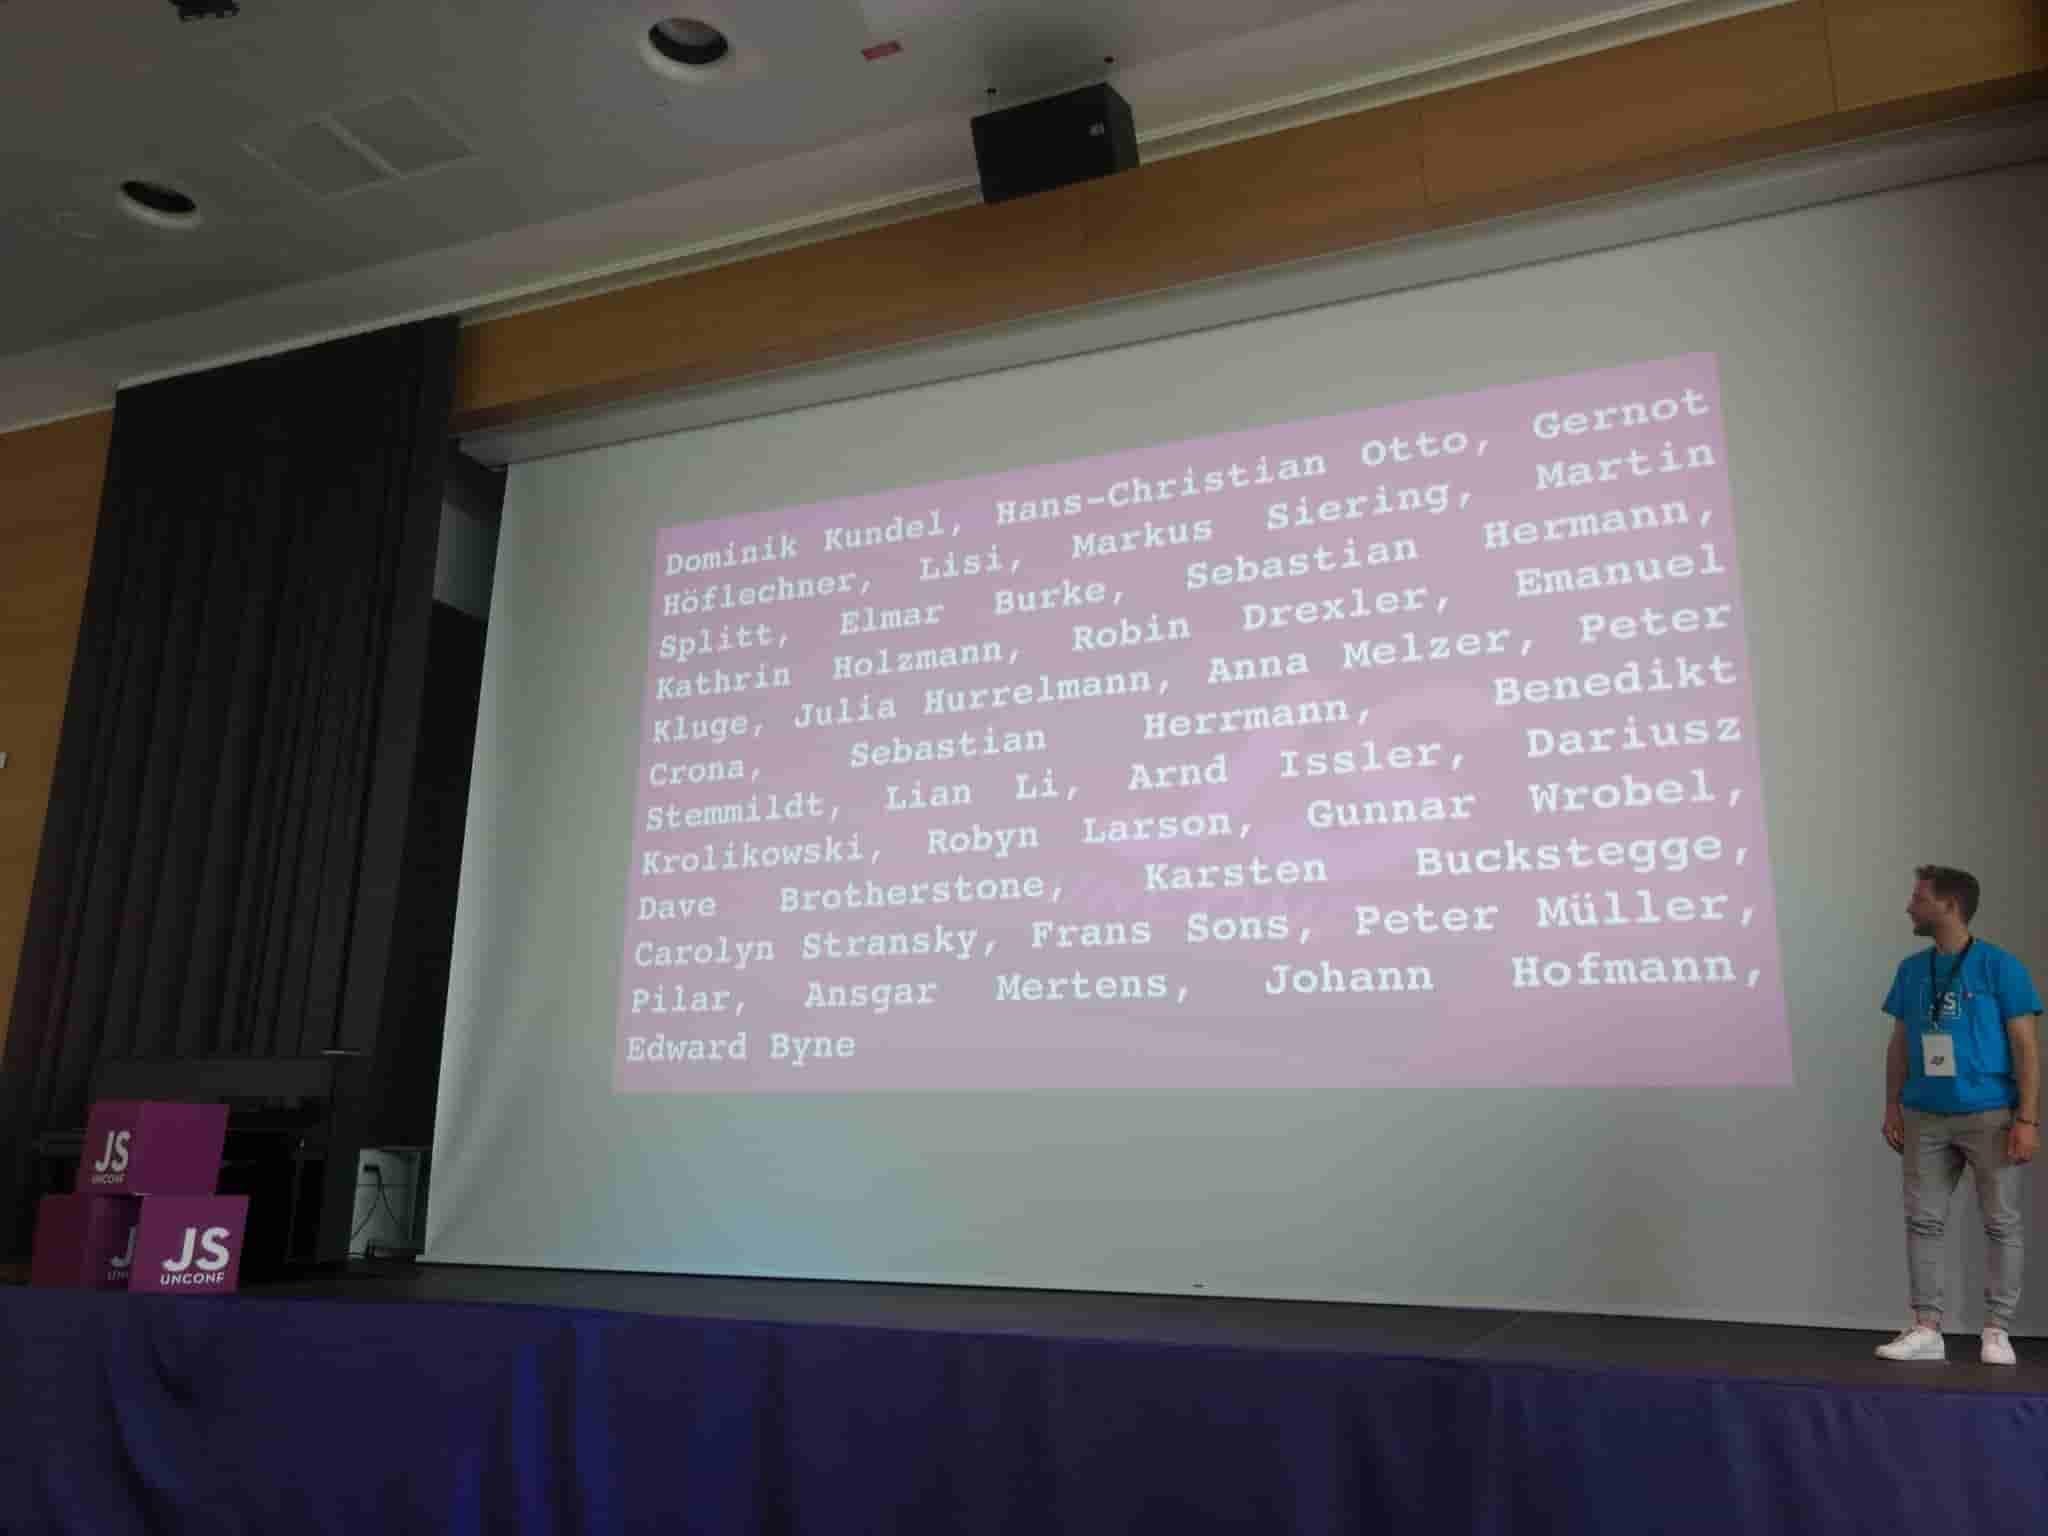 Dominik Kundel, Hans-Christian Otto, Gernot
Höflechner, Lisi, Markus Siering, Martin
Splitt, Elmar Burke, Sebastian Hermann,
Kathrin Holzmann, Robin Drexler, Emanuel
Kluge, Julia Hurrelmann, Anna Melzer, Peter
Crona, Sebastian Herrmann, Benedikt
Stemmildt, Lian Li, Arnd Issler, Dariusz
Krolikowski, Robyn Larson, Gunnar Wrobel,
Dave Brotherstone, Karsten Buckstegge,
Carolyn Stransky, Frans Sons, Peter Müller,
Pilar, Ansgar Mertens, Johann Hofmann,
Edward Byne
JS
UNCONF
JS
UNCONF
JS